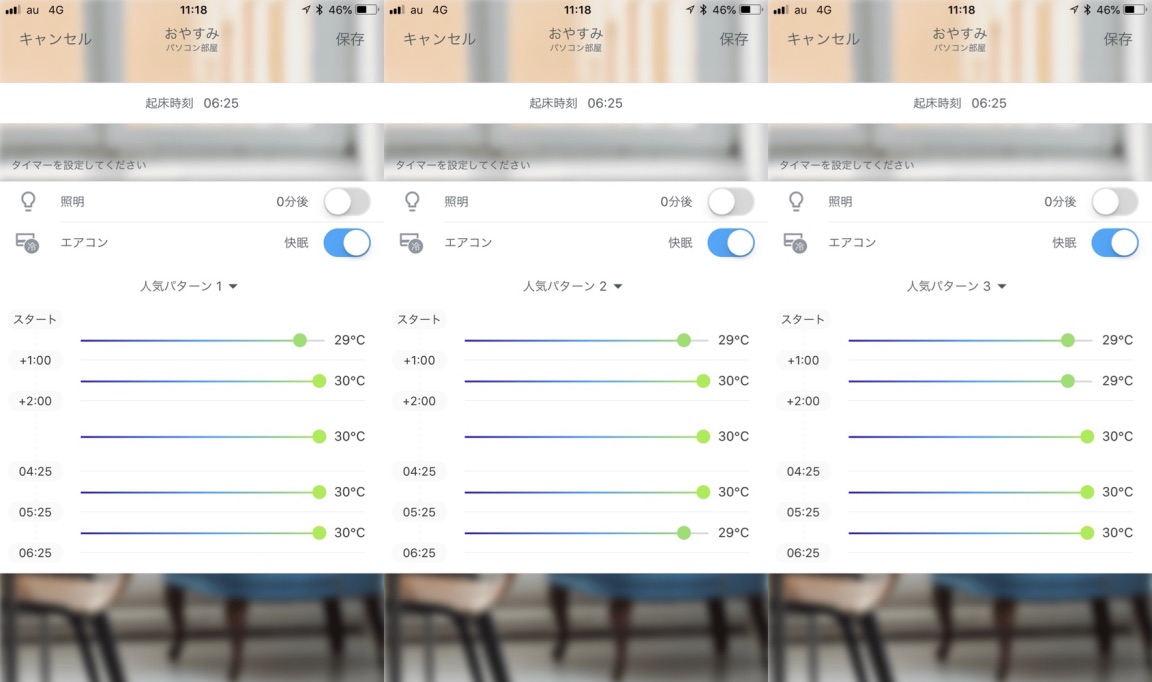 au 4G 11:18 46%
キャンセル おやすみ 保存
パソコン部屋
起床時刻 06:25
タイマーを設定してください
照明 0分後
冷 エアコン 快眠
人気パターン 1
スタート
29°C
+1:00
30°C
+2:00
30°C
04:25
30°C
05:25
30°C
06:25
au 4G 11:18 46%
キャンセル おやすみ 保存
パソコン部屋
起床時刻 06:25
タイマーを設定してください
照明 0分後
冷 エアコン 快眠
人気パターン 2
スタート
29°C
+1:00
30°C
+2:00
30°C
04:25
30°C
05:25
29°C
06:25
au 4G 11:18 46%
キャンセル おやすみ 保存
パソコン部屋
起床時刻 06:25
タイマーを設定してください
照明 0分後
冷 エアコン 快眠
人気パターン 3
スタート
29°C
+1:00
29°C
+2:00
30°C
04:25
30°C
05:25
30°C
06:25